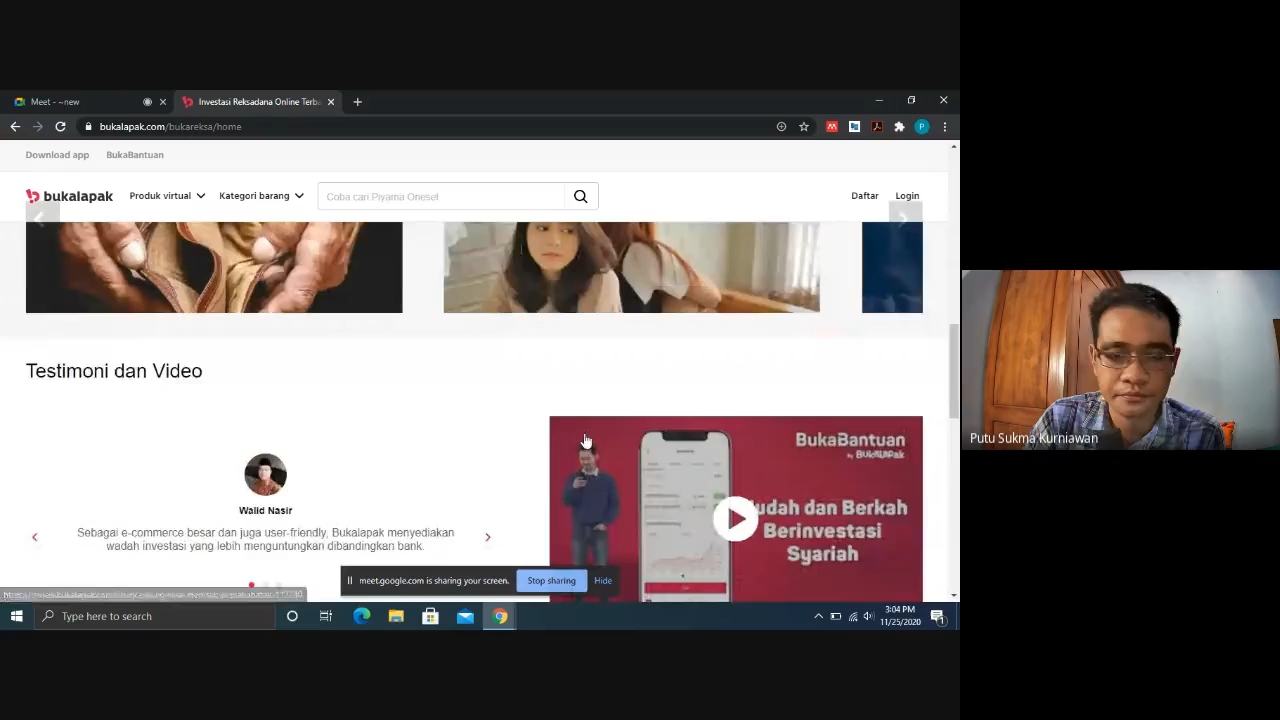 Meet - ~new
Investasi Reksadana Online Terba
bukalapak.com/bukareksa/home
P
Download app BukaBantuan
bukalapak Produk virtual Kategori barang Coba cari Piyama Onesel Daftar Login
Testimoni dan Video
Walid Nasir
Sebagai e-commerce besar dan juga user-friendly, Bukalapak menyediakan
wadah investasi yang lebih menguntungkan dibandingkan bank.
BukaBantuan
by BukaLapak
udah dan Berkah
Berinvestasi
Syariah
meet.google.com is sharing your screen. Stop sharing Hide
Type here to search
3:04 PM
11/25/2020
Putu Sukma Kurniawan